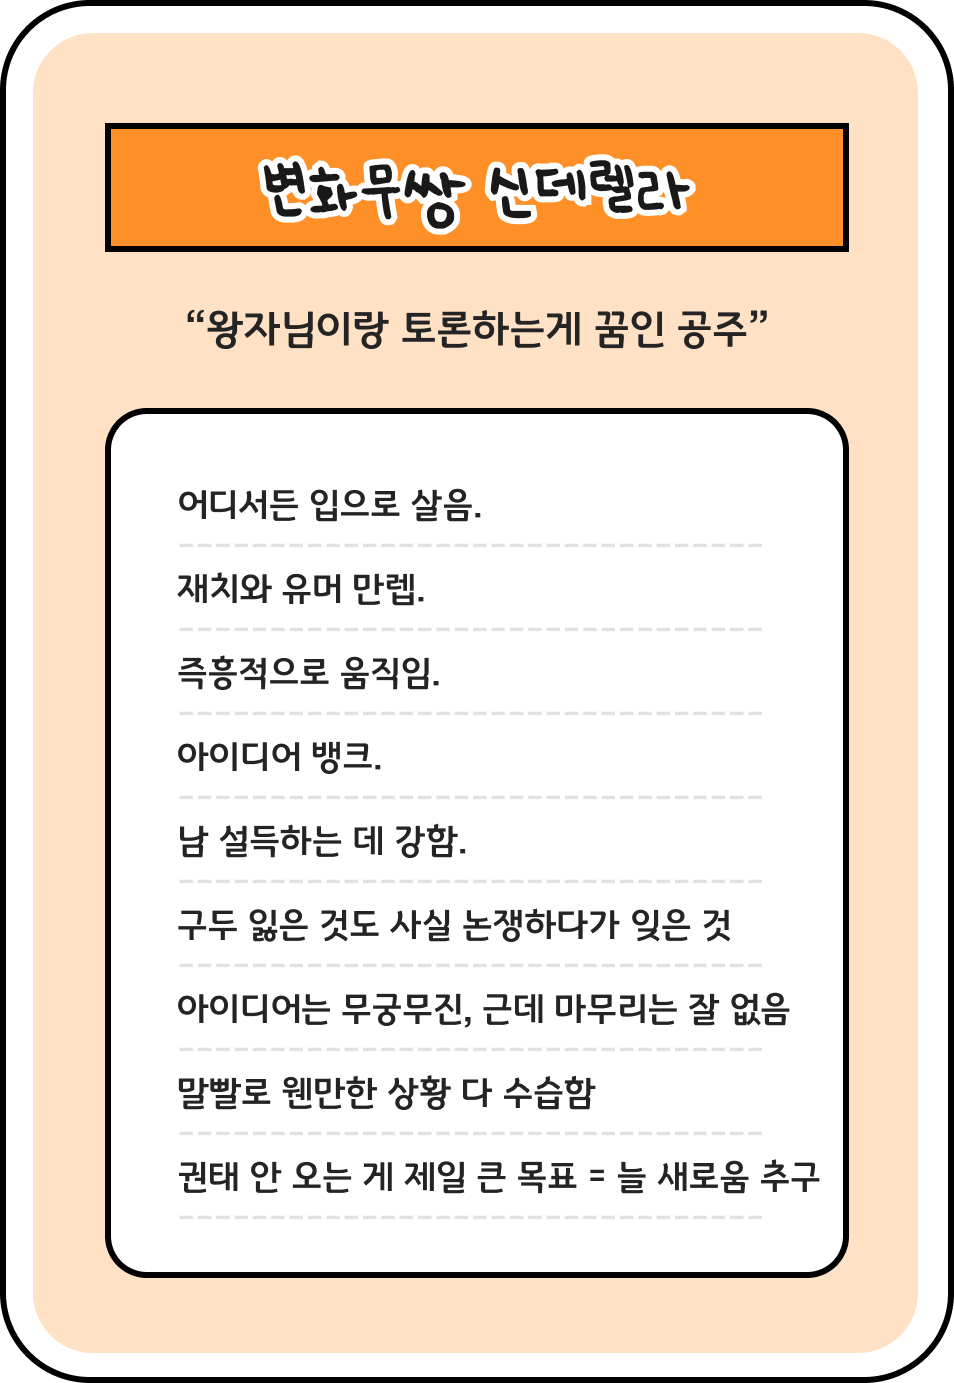 변화무쌍 신데렐라
“왕자님이랑 토론하는게 꿈인 공주”
어디서든 입으로 살음.
재치와 유머 만렙.
즉흥적으로 움직임.
아이디어 뱅크.
남 설득하는 데 강함.
구두 잃은 것도 사실 논쟁하다가 잊은 것
아이디어는 무궁무진, 근데 마무리는 잘 없음
말빨로 웬만한 상황 다 수습함
권태 안 오는 게 제일 큰 목표 = 늘 새로움 추구